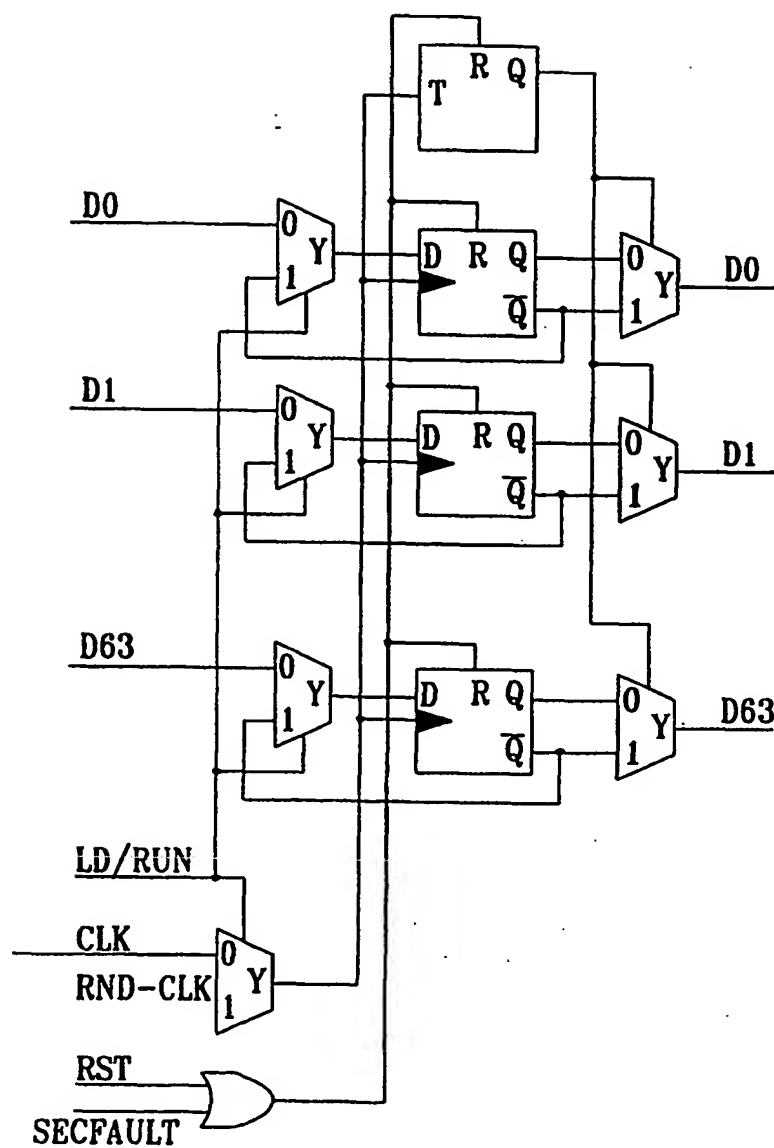 R Q
T
D0 0 1 Y D R Q Q̅ 0 1 Y D0
D1 0 1 Y D R Q Q̅ 0 1 Y D1
D63 0 1 Y D R Q Q̅ 0 1 Y D63
LD/RUN
CLK 0
RND-CLK 1 Y
RST
SECFAULT